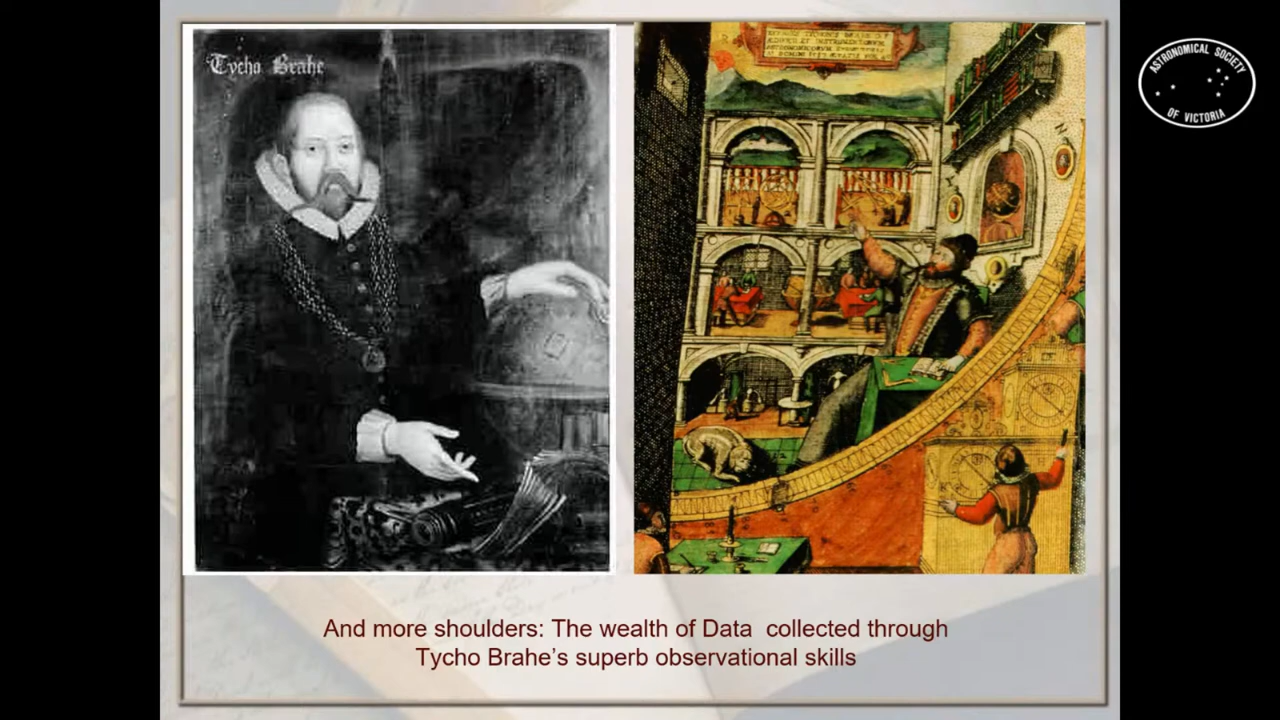 Tycho Brahe
ASTRONOMICAL SOCIETY
OF VICTORIA
And more shoulders: The wealth of Data collected through
Tycho Brahe's superb observational skills